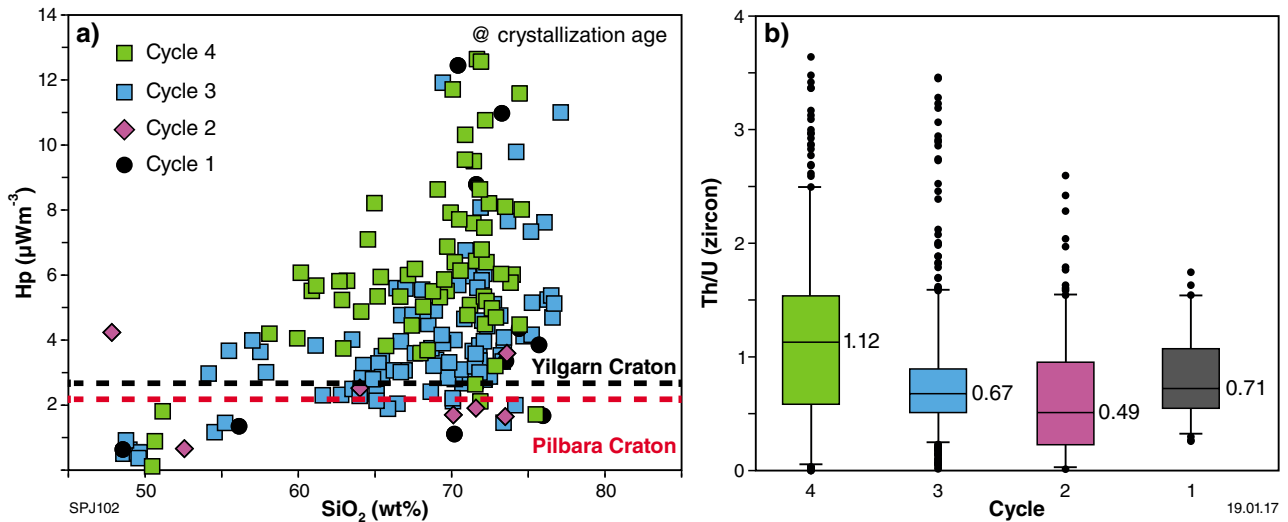 a)
@ crystallization age
Cycle 4
Cycle 3
Cycle 2
Cycle 1
Hp (µWm⁻³)
14
12
10
8
6
4
2
Yilgarn Craton
Pilbara Craton
50 60 70 80
SiO₂ (wt%)
SPJ102
b)
Th/U (zircon)
4
3
2
1
0
1.12
0.67
0.49
0.71
4 3 2 1
Cycle
19.01.17